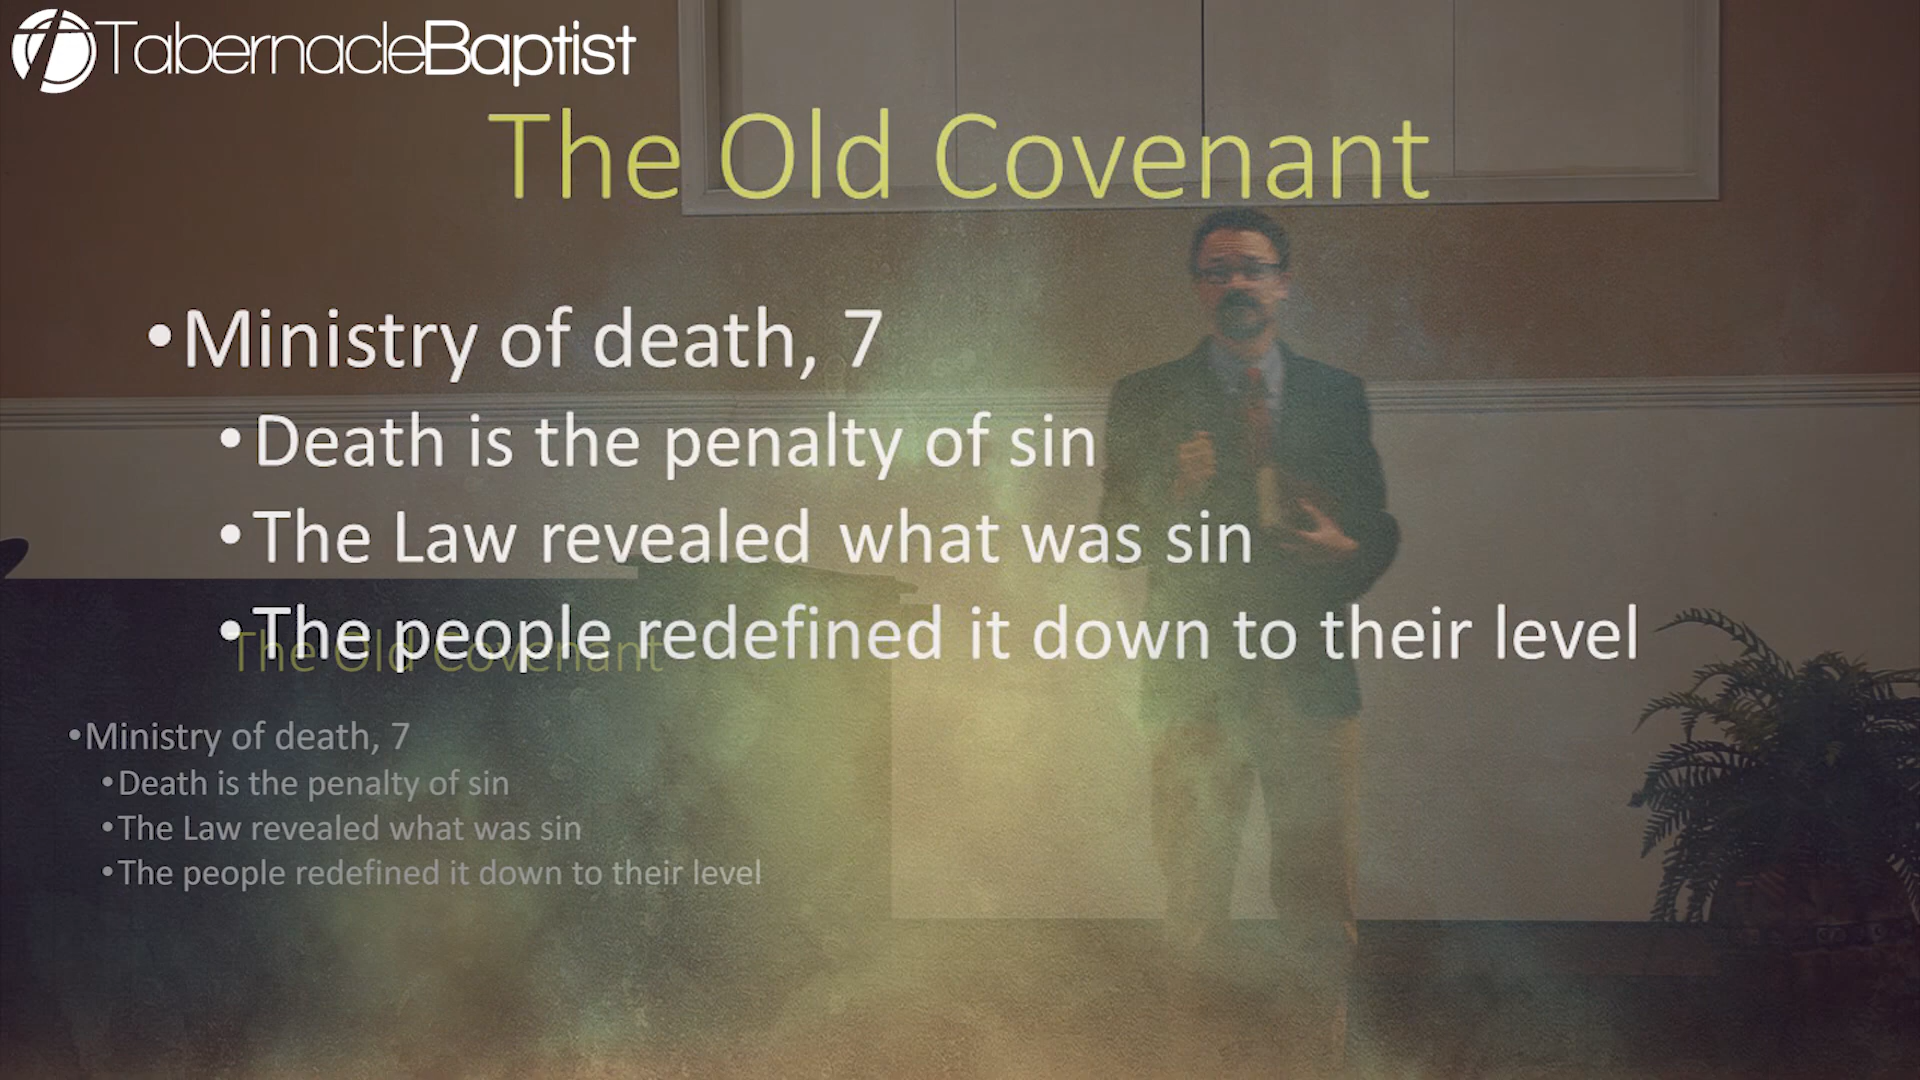 TabernacleBaptist
The Old Covenant
•Ministry of death, 7
•Death is the penalty of sin
•The Law revealed what was sin
•The people redefined it down to their level
The Old Covenant
•Ministry of death, 7
•Death is the penalty of sin
•The Law revealed what was sin
•The people redefined it down to their level